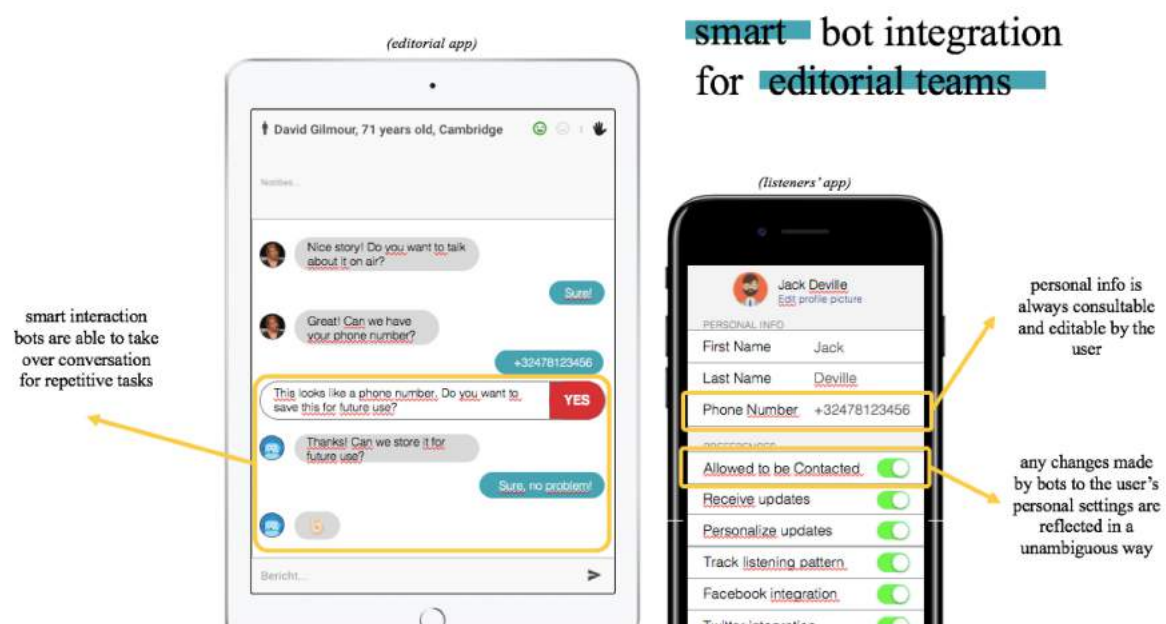 smart bot integration
for editorial teams
(editorial app)
David Gilmour, 71 years old, Cambridge
Notities...
Nice story! Do you want to talk
about it on air?
Sure!
Great! Can we have
your phone number?
+32478123456
This looks like a phone number. Do you want to
save this for future use?
YES
Thanks! Can we store it for
future use?
Sure, no problem!
Bericht...
smart interaction
bots are able to take
over conversation
for repetitive tasks
(listeners' app)
Jack Deville
Edit profile picture
PERSONAL INFO
First Name Jack
Last Name Deville
Phone Number +32478123456
PREFERENCES
Allowed to be Contacted
Receive updates
Personalize updates
Track listening pattern
Facebook integration
Twitter integration
personal info is
always consultable
and editable by the
user
any changes made
by bots to the user's
personal settings are
reflected in a
unambiguous way